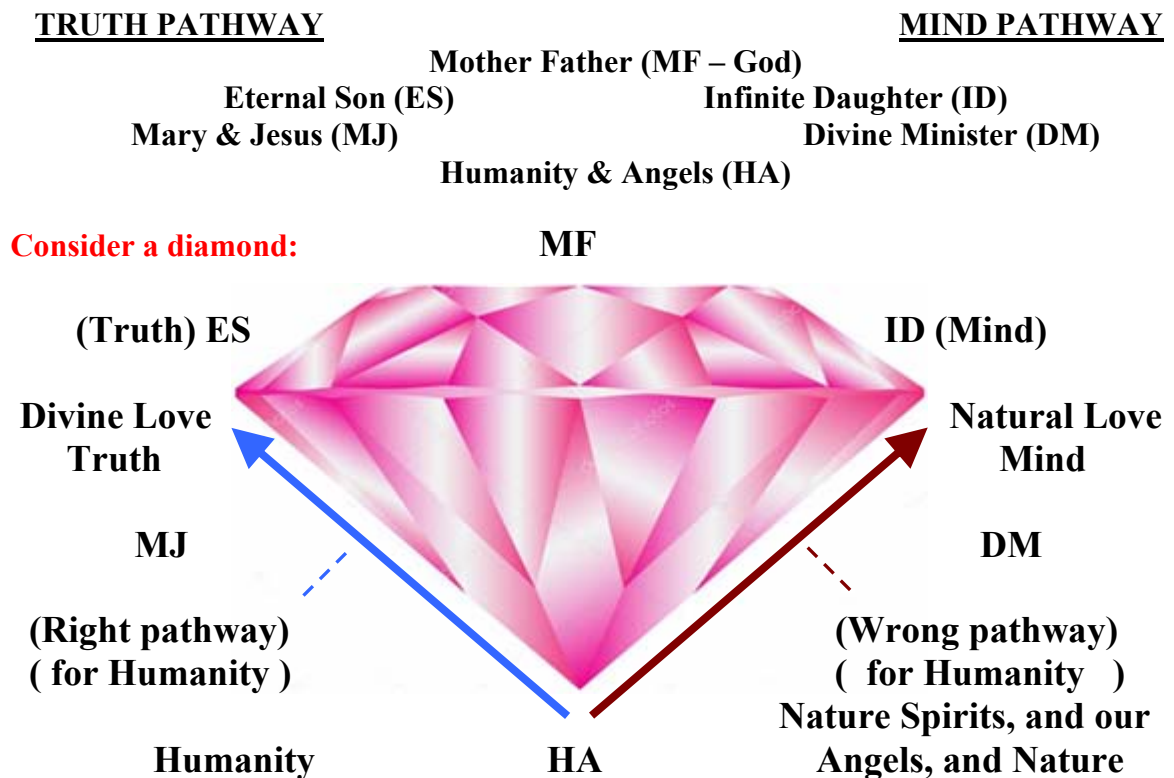 TRUTH PATHWAY MIND PATHWAY
Mother Father (MF – God)
Eternal Son (ES) Infinite Daughter (ID)
Mary & Jesus (MJ) Divine Minister (DM)
Humanity & Angels (HA)
Consider a diamond: MF
(Truth) ES ID (Mind)
Divine Love Natural Love
Truth Mind
MJ DM
(Right pathway) (Wrong pathway)
( for Humanity ) ( for Humanity )
Nature Spirits, and our
Humanity HA Angels, and Nature